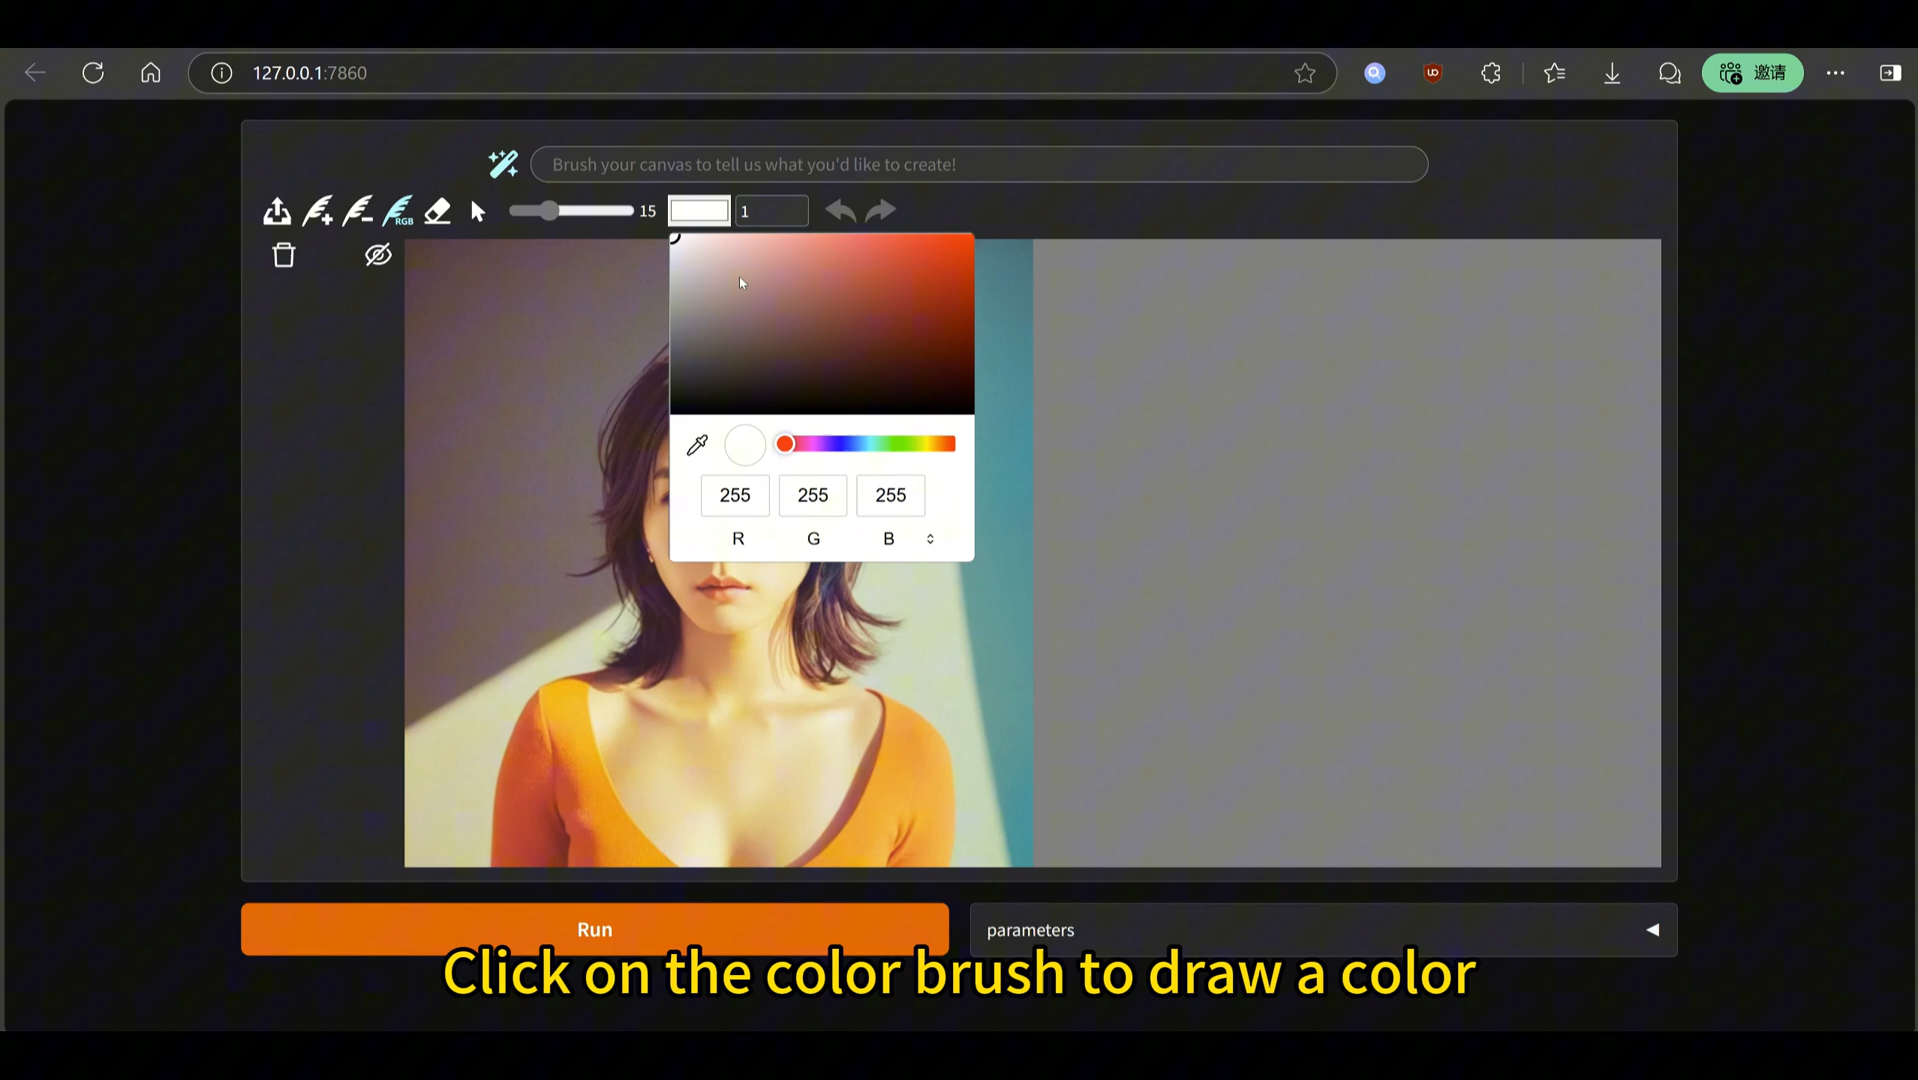 127.0.0.1:7860
邀请
Brush your canvas to tell us what you'd like to create!
RGB
15
1
255
255
255
R
G
B
Run
parameters
Click on the color brush to draw a color